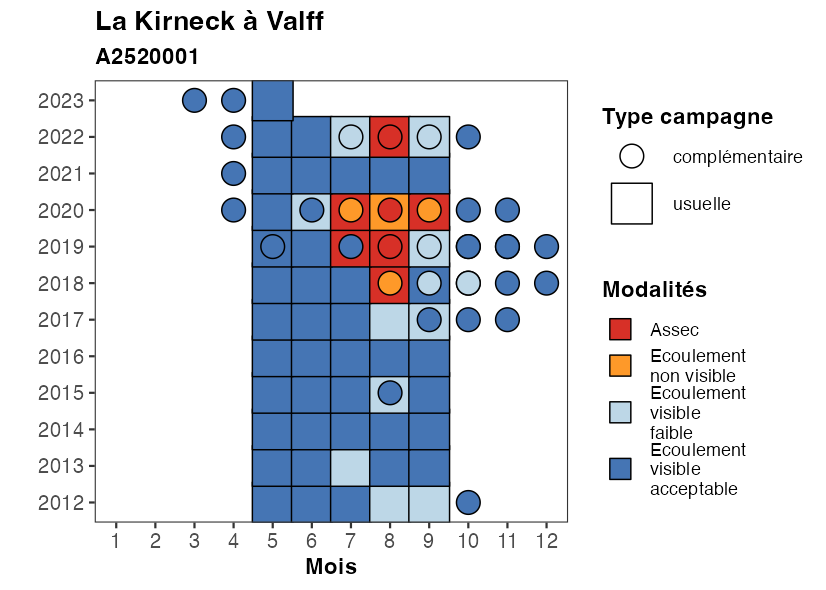 La Kirneck à Valff
A2520001
2023
2022
2021
2020
2019
2018
2017
2016
2015
2014
2013
2012
1 2 3 4 5 6 7 8 9 10 11 12
Mois
Type campagne
complémentaire
usuelle
Modalités
Assec
Ecoulement
non visible
Ecoulement
visible
faible
Ecoulement
visible
acceptable